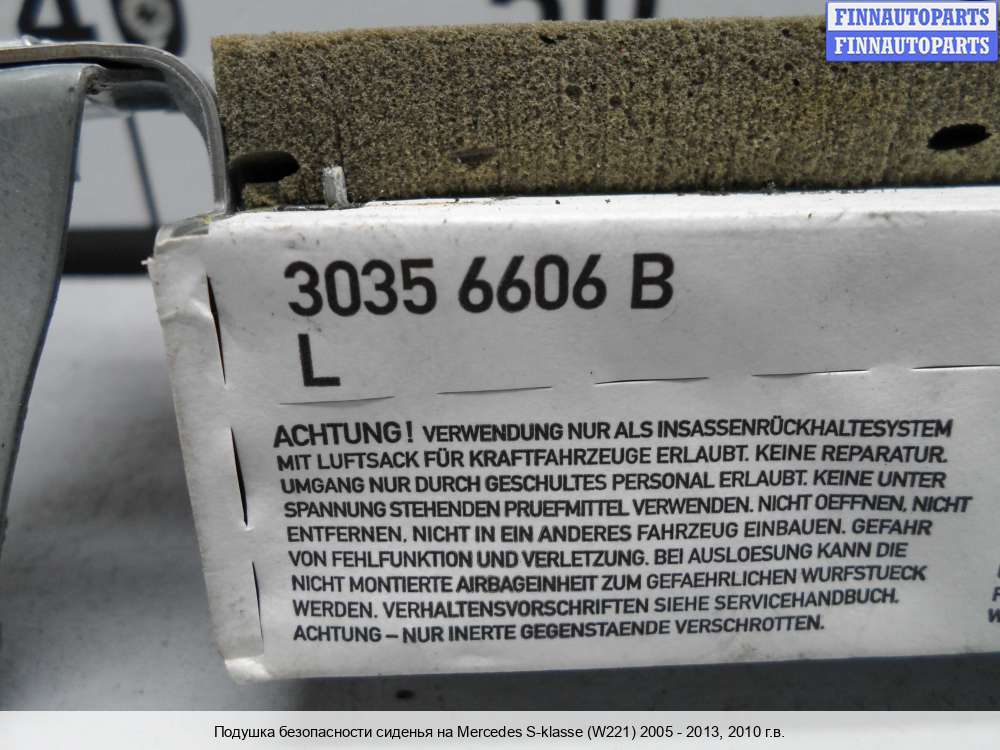 FINNAUTOPARTS
FINNAUTOPARTS
3035 6606 B
L
ACHTUNG! VERWENDUNG NUR ALS INSASSENRÜCKHALTESYSTEM
MIT LUFTSACK FÜR KRAFTFAHRZEUGE ERLAUBT. KEINE REPARATUR.
UMGANG NUR DURCH GESCHULTES PERSONAL ERLAUBT. KEINE UNTER
SPANNUNG STEHENDEN PRUEFMITTEL VERWENDEN. NICHT OEFFNEN, NICHT
ENTFERNEN, NICHT IN EIN ANDERES FAHRZEUG EINBAUEN. GEFAHR
VON FEHLFUNKTION UND VERLETZUNG. BEI AUSLOESUNG KANN DIE
NICHT MONTIERTE AIRBAGEINHEIT ZUM GEFAEHRLICHEN WURFSTUECK
WERDEN. VERHALTENSVORSCHRIFTEN SIEHE SERVICEHANDBUCH.
ACHTUNG – NUR INERTE GEGENSTAENDE VERSCHROTTEN.
Подушка безопасности сиденья на Mercedes S-klasse (W221) 2005 - 2013, 2010 г.в.